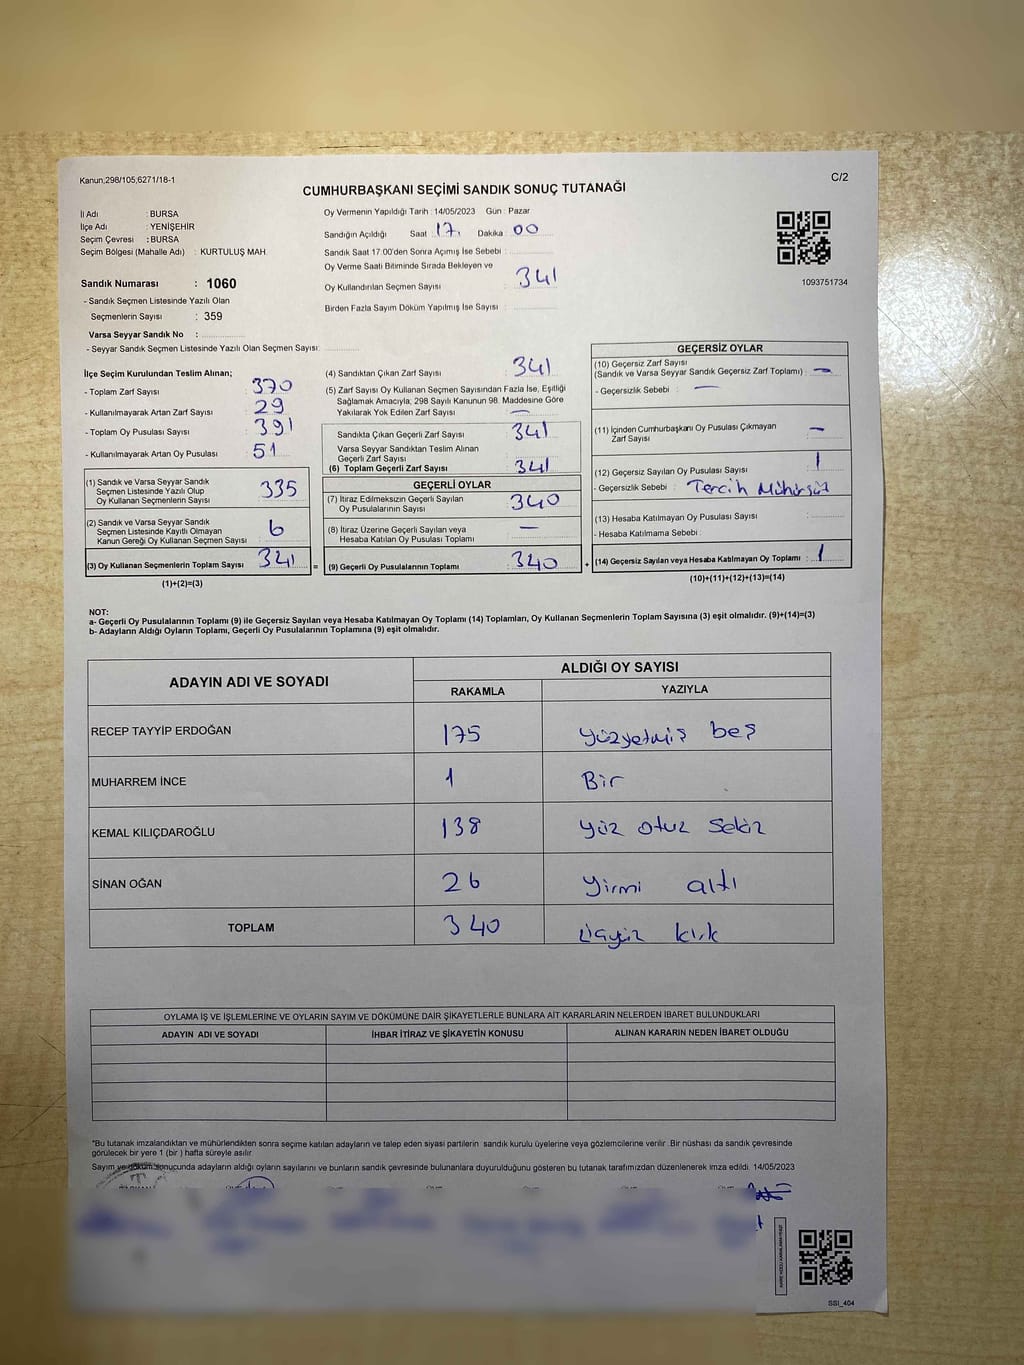 Kanun,298/105,6271/18-1
C/2
CUMHURBAŞKANI SEÇİMİ SANDIK SONUÇ TUTANAĞI
İl Adı : BURSA
İlçe Adı : YENİŞEHİR
Seçim Çevresi : BURSA
Seçim Bölgesi (Mahalle Adı) : KURTULUŞ MAH.
Sandık Numarası : 1060
- Sandık Seçmen Listesinde Yazılı Olan
Seçmenlerin Sayısı : 359
Varsa Seyyar Sandık No :
- Seyyar Sandık Seçmen Listesinde Yazılı Olan Seçmen Sayısı:
Oy Vermenin Yapıldığı Tarih : 14/05/2023 Gün : Pazar
Sandığın Açıldığı Saat : 17. Dakika : 00
Sandık Saat 17.00'den Sonra Açımış İse Sebebi :
Oy Verme Saati Bitiminde Sırada Bekleyen ve
Oy Kullandırılan Seçmen Sayısı : 341
Birden Fazla Sayım Döküm Yapılmış İse Sayısı :
1093751734
İlçe Seçim Kurulundan Teslim Alınan;
- Toplam Zarf Sayısı : 370
- Kullanılmayarak Artan Zarf Sayısı : 29
- Toplam Oy Pusulası Sayısı : 391
- Kullanılmayarak Artan Oy Pusulası : 51
(1) Sandık ve Varsa Seyyar Sandık
Seçmen Listesinde Yazılı Olup
Oy Kullanan Seçmenlerin Sayısı : 335
(2) Sandık ve Varsa Seyyar Sandık
Seçmen Listesinde Kayıtlı Olmayan
Kanun Gereği Oy Kullanan Seçmen Sayısı : 6
(3) Oy Kullanan Seçmenlerin Toplam Sayısı : 341
=
(1)+(2)=(3)
(4) Sandıktan Çıkan Zarf Sayısı : 341
(5) Zarf Sayısı Oy Kullanan Seçmen Sayısından Fazla İse, Eşitliği
Sağlamak Amacıyla; 298 Sayılı Kanunun 98. Maddesine Göre
Yakılarak Yok Edilen Zarf Sayısı : —
Sandıkta Çıkan Geçerli Zarf Sayısı : 341
Varsa Seyyar Sandıktan Teslim Alınan
Geçerli Zarf Sayısı :
(6) Toplam Geçerli Zarf Sayısı : 341
GEÇERLİ OYLAR
(7) İtiraz Edilmeksizin Geçerli Sayılan
Oy Pusulalarının Sayısı : 340
(8) İtiraz Üzerine Geçerli Sayılan veya
Hesaba Katılan Oy Pusulası Toplamı : —
(9) Geçerli Oy Pusulalarının Toplamı : 340
+
GEÇERSİZ OYLAR
(10) Geçersiz Zarf Sayısı
(Sandık ve Varsa Seyyar Sandık Geçersiz Zarf Toplamı) : —
- Geçersizlik Sebebi : —
(11) İçinden Cumhurbaşkanı Oy Pusulası Çıkmayan
Zarf Sayısı : —
(12) Geçersiz Sayılan Oy Pusulası Sayısı : 1
- Geçersizlik Sebebi : Tercih Mühürsüz
(13) Hesaba Katılmayan Oy Pusulası Sayısı :
- Hesaba Katılmama Sebebi :
(14) Geçersiz Sayılan veya Hesaba Katılmayan Oy Toplamı : 1
(10)+(11)+(12)+(13)=(14)
NOT:
a- Geçerli Oy Pusulalarının Toplamı (9) ile Geçersiz Sayılan veya Hesaba Katılmayan Oy Toplamı (14) Toplamları, Oy Kullanan Seçmenlerin Toplam Sayısına (3) eşit olmalıdır. (9)+(14)=(3)
b- Adayların Aldığı Oyların Toplamı, Geçerli Oy Pusulalarının Toplamına (9) eşit olmalıdır.
ADAYIN ADI VE SOYADI ALDIĞI OY SAYISI
RAKAMLA YAZIYLA
RECEP TAYYİP ERDOĞAN 175 yüzyetmiş beş
MUHARREM İNCE 1 Bir
KEMAL KILIÇDAROĞLU 138 yüz otuz sekiz
SİNAN OĞAN 26 yirmi altı
TOPLAM 340 üçyüz kırk
OYLAMA İŞ VE İŞLEMLERİNE VE OYLARIN SAYIM VE DÖKÜMÜNE DAİR ŞİKAYETLERLE BUNLARA AİT KARARLARIN NELERDEN İBARET BULUNDUKLARI
ADAYIN ADI VE SOYADI İHBAR İTİRAZ VE ŞİKAYETİN KONUSU ALINAN KARARIN NEDEN İBARET OLDUĞU
*Bu tutanak imzalandıktan ve mühürlendikten sonra seçime katılan adayların ve talep eden siyasi partilerin sandık kurulu üyelerine veya gözlemcilerine verilir .Bir nüshası da sandık çevresinde
görülecek bir yere 1 (bir ) hafta süreyle asılır
Sayım ve döküm sonucunda adayların aldığı oyların sayılarını ve bunların sandık çevresinde bulunanlara duyurulduğunu gösteren bu tutanak tarafımızdan düzenlenerek imza edildi. 14/05/2023
SSI_404